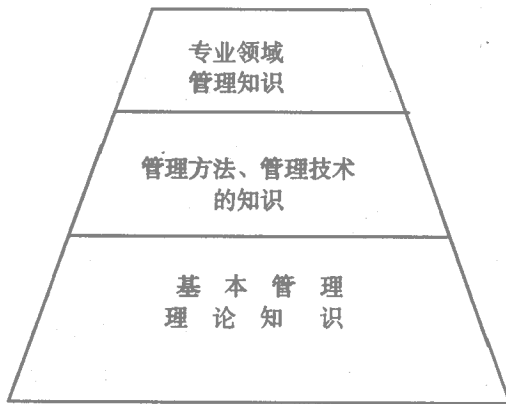 专业领域
管理知识
管理方法、管理技术
的知识
基本管理
理论知识